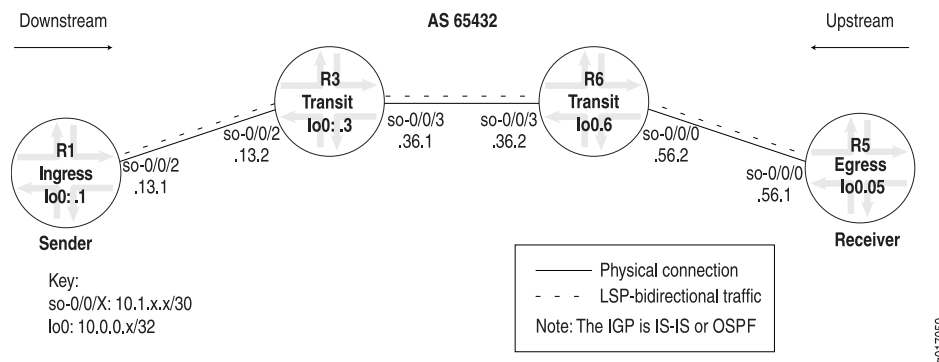 Downstream
AS 65432
Upstream
R3
Transit
lo0: .3
R6
Transit
lo0.6
so-0/0/2
.13.2
so-0/0/3
.36.1
so-0/0/3
.36.2
so-0/0/0
.56.2
R1
Ingress
lo0: .1
so-0/0/2
.13.1
so-0/0/0
.56.1
R5
Egress
lo0.05
Sender
Receiver
Key:
so-0/0/X: 10.1.x.x/30
lo0: 10.0.0.x/32
Physical connection
LSP-bidirectional traffic
Note: The IGP is IS-IS or OSPF
g017050